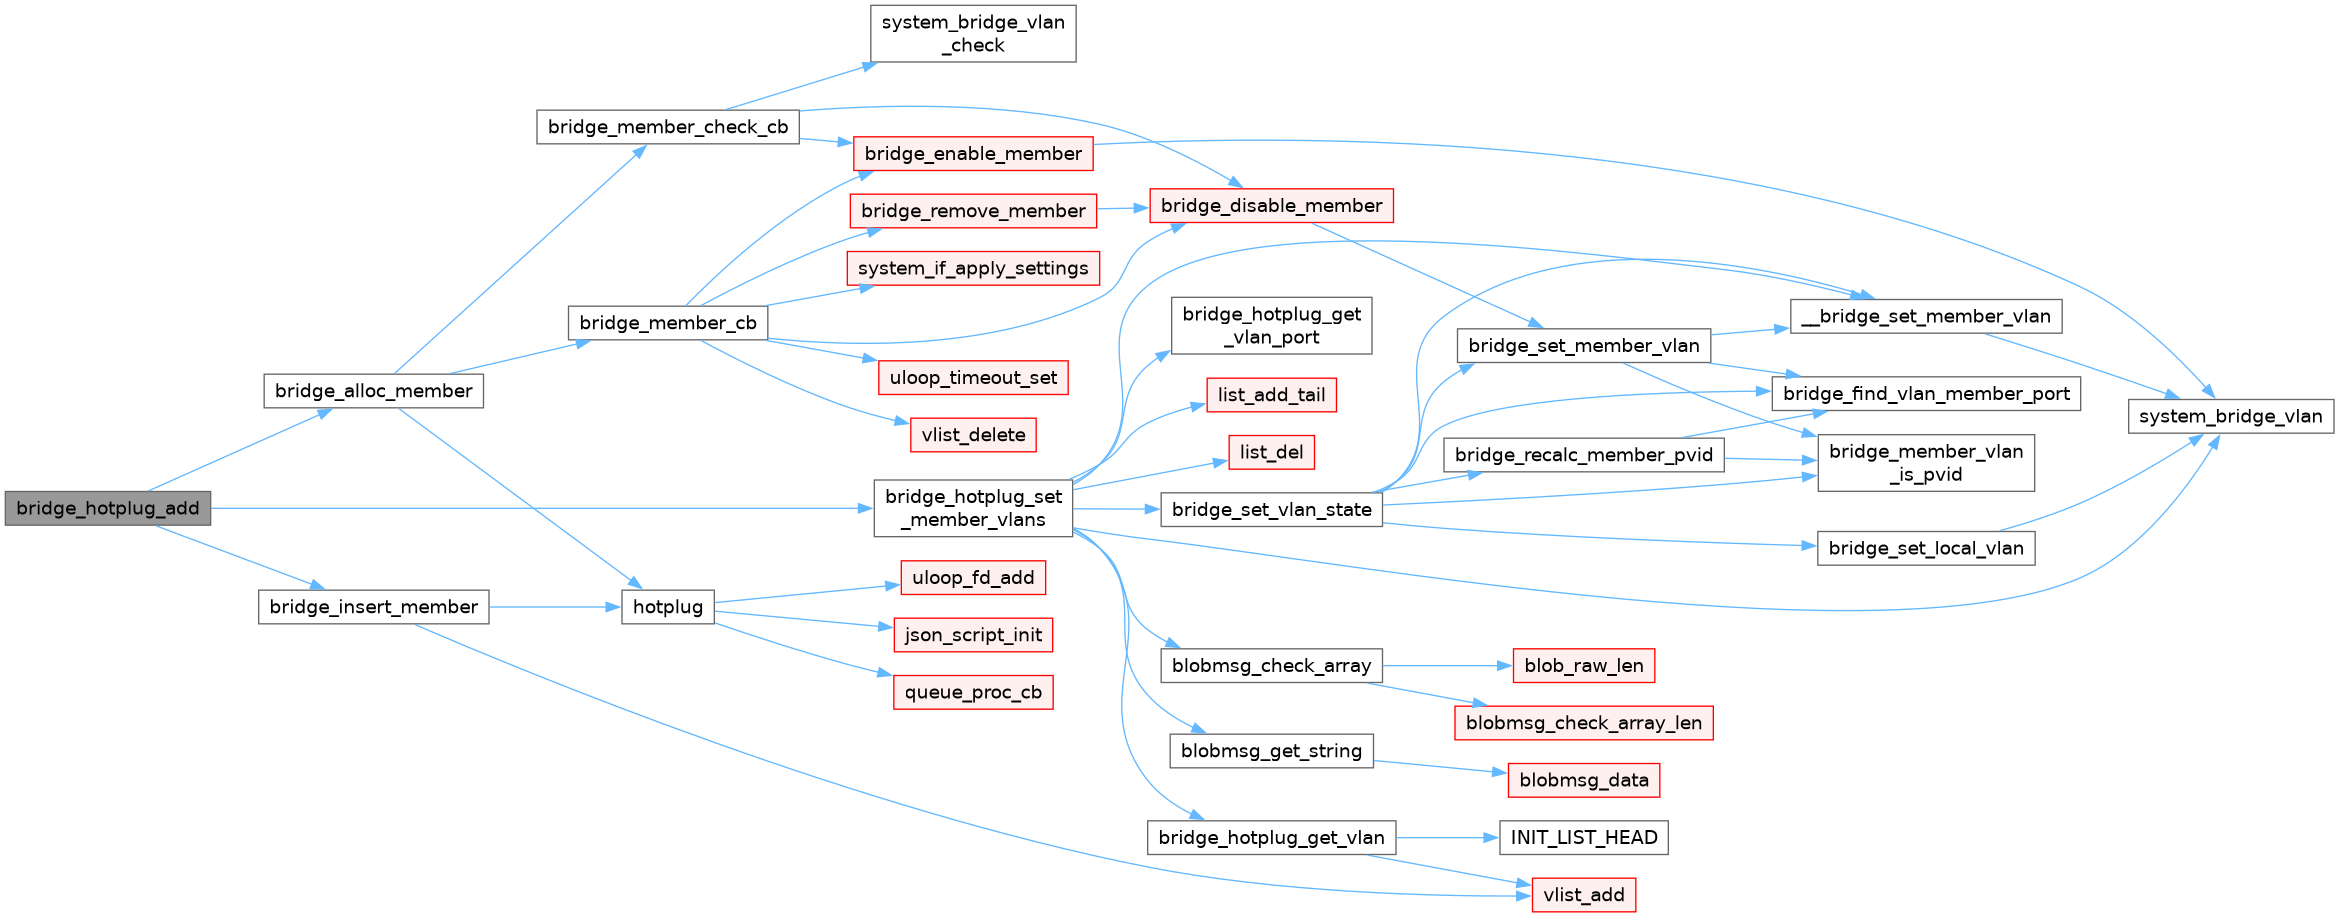 system_bridge_vlan
_check
bridge_member_check_cb
bridge_enable_member
bridge_remove_member
bridge_disable_member
system_if_apply_settings
bridge_member_cb
bridge_hotplug_get
_vlan_port
__bridge_set_member_vlan
bridge_set_member_vlan
uloop_timeout_set
bridge_alloc_member
list_add_tail
bridge_find_vlan_member_port
system_bridge_vlan
vlist_delete
list_del
bridge_recalc_member_pvid
bridge_member_vlan
_is_pvid
bridge_hotplug_add
bridge_hotplug_set
_member_vlans
bridge_set_vlan_state
bridge_set_local_vlan
uloop_fd_add
bridge_insert_member
hotplug
json_script_init
blobmsg_check_array
blob_raw_len
queue_proc_cb
blobmsg_check_array_len
blobmsg_get_string
blobmsg_data
bridge_hotplug_get_vlan
INIT_LIST_HEAD
vlist_add